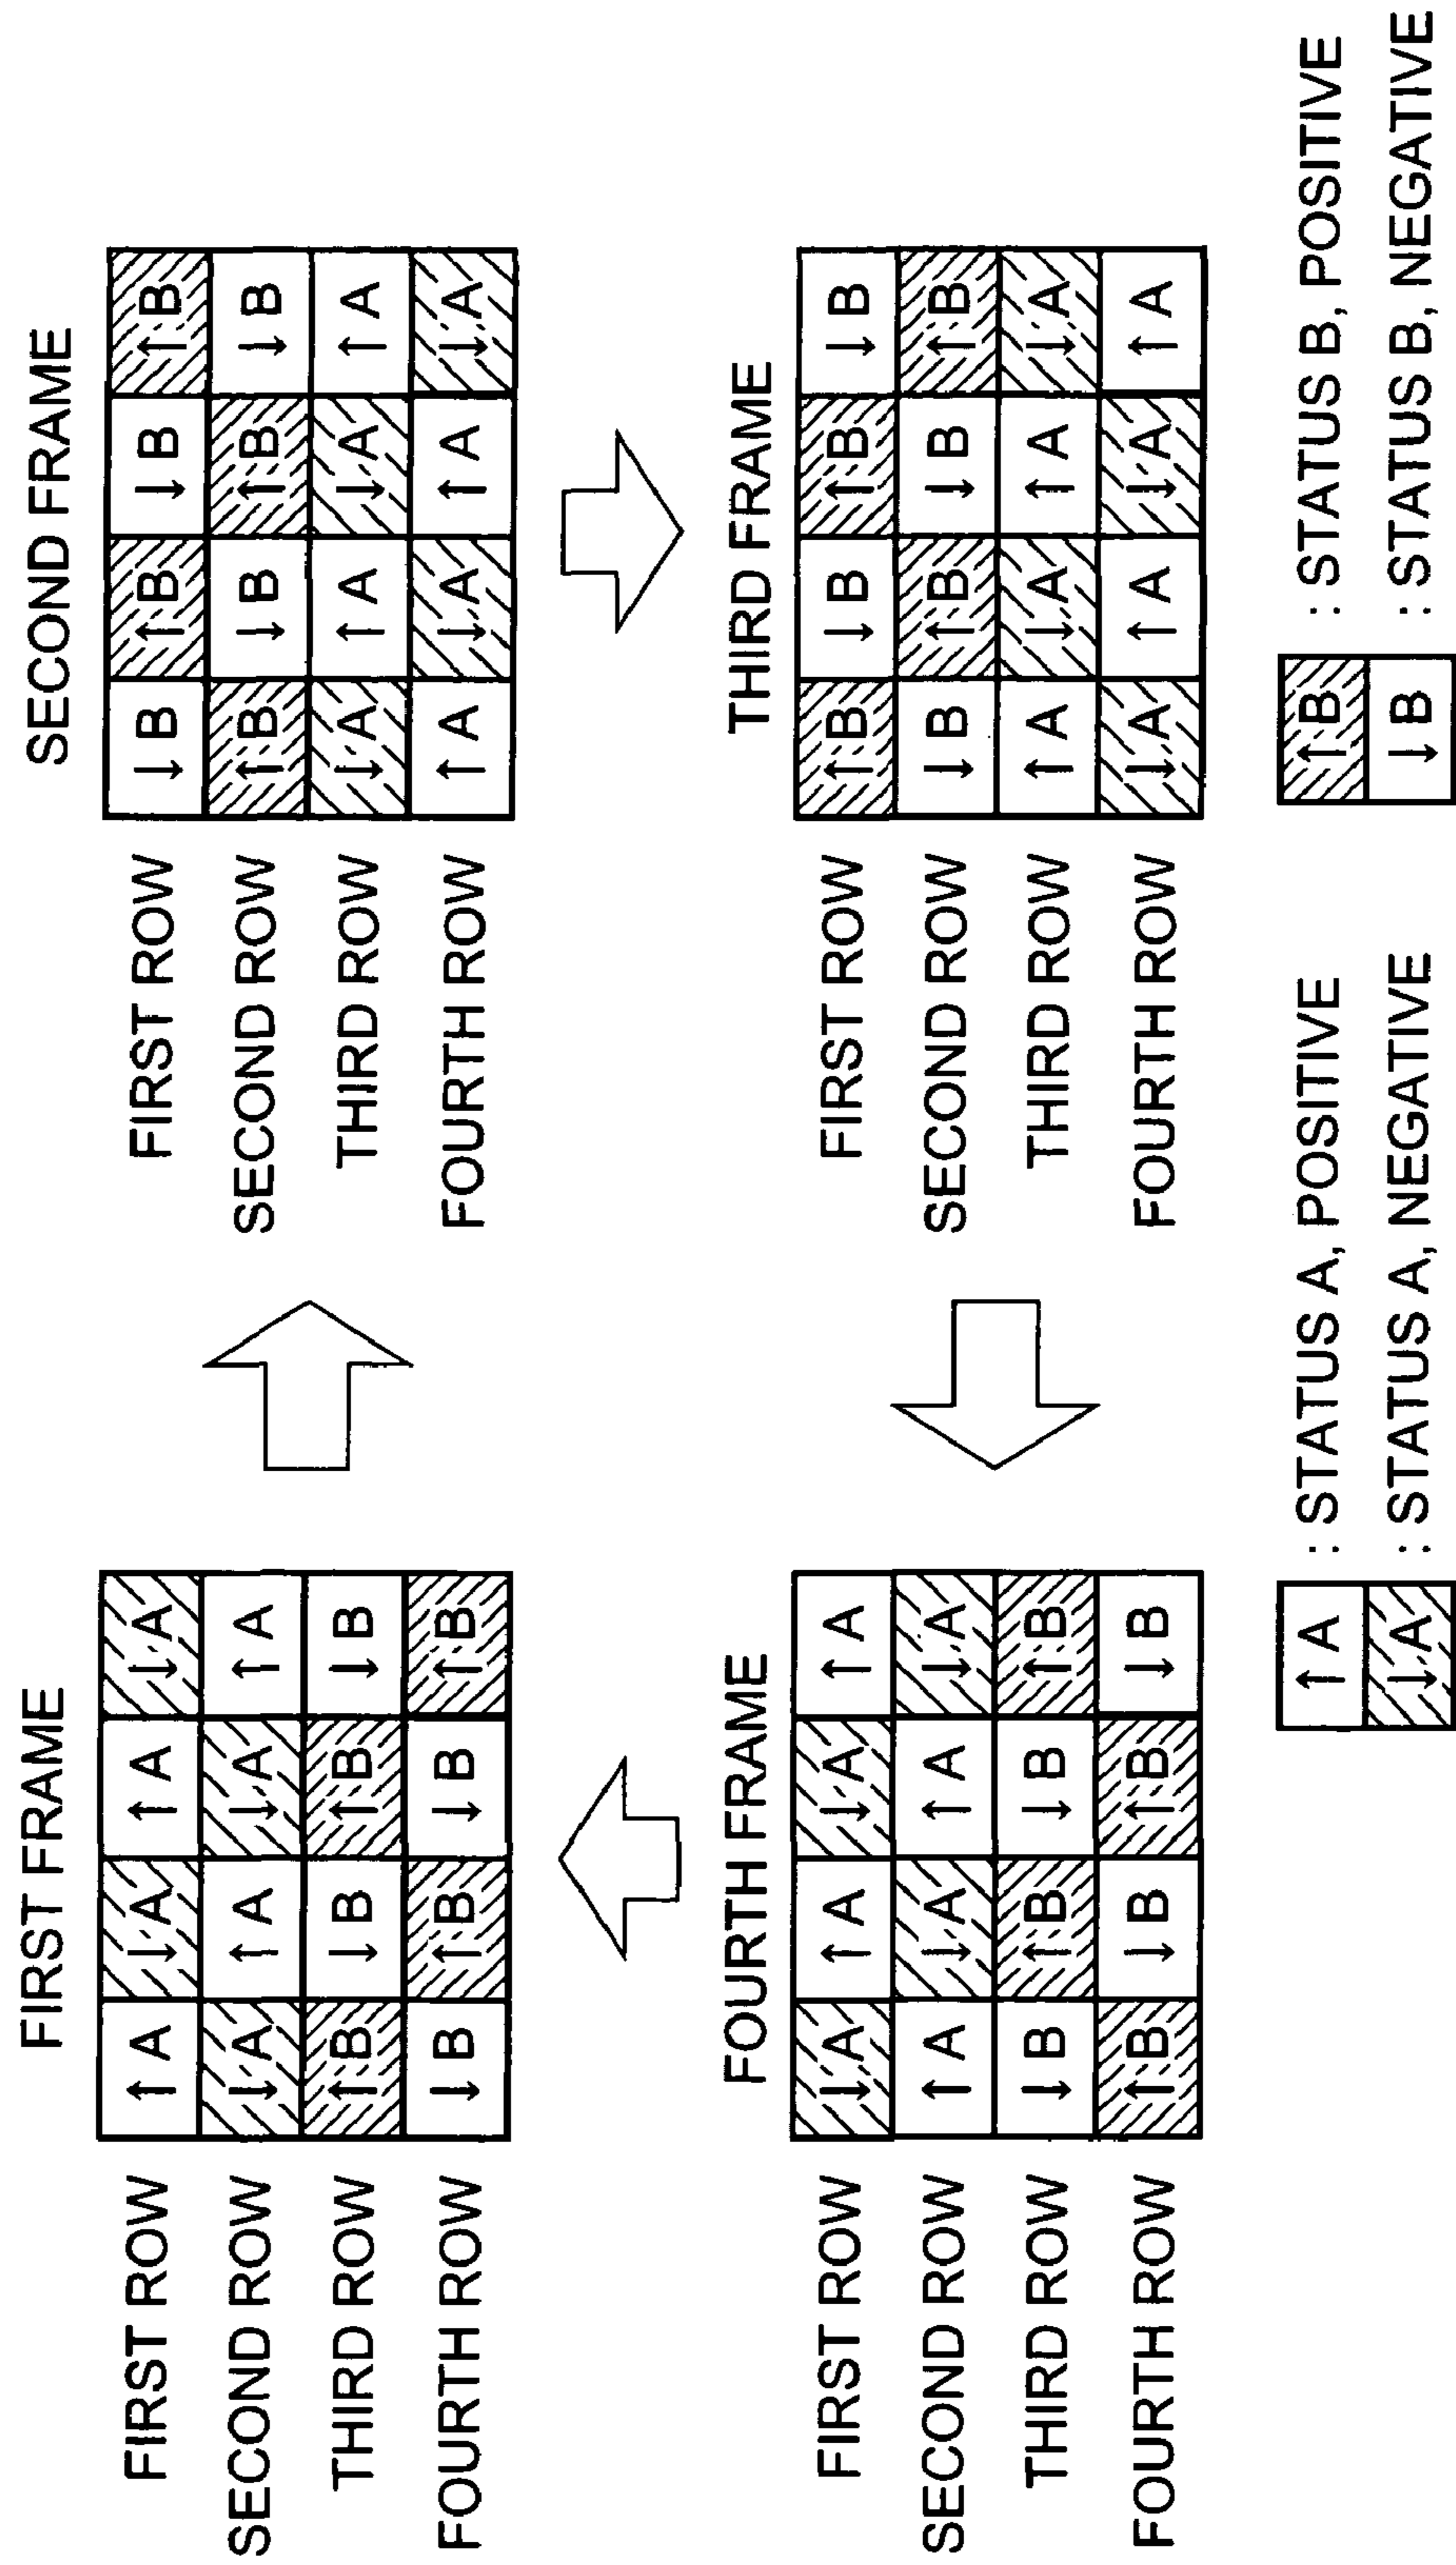 FIRST FRAME
FIRST ROW ↑A ↓A ↑A ↓A
SECOND ROW ↓A ↑A ↓A ↑A
THIRD ROW ↑B ↓B ↑B ↓B
FOURTH ROW ↓B ↑B ↓B ↑B
SECOND FRAME
FIRST ROW ↓B ↑B ↓B ↑B
SECOND ROW ↑B ↓B ↑B ↓B
THIRD ROW ↓A ↑A ↓A ↑A
FOURTH ROW ↑A ↓A ↑A ↓A
FOURTH FRAME
FIRST ROW ↓A ↑A ↓A ↑A
SECOND ROW ↑A ↓A ↑A ↓A
THIRD ROW ↓B ↑B ↓B ↑B
FOURTH ROW ↑B ↓B ↑B ↓B
THIRD FRAME
FIRST ROW ↑B ↓B ↑B ↓B
SECOND ROW ↓B ↑B ↓B ↑B
THIRD ROW ↑A ↓A ↑A ↓A
FOURTH ROW ↓A ↑A ↓A ↑A
↑A : STATUS A, POSITIVE
↓A : STATUS A, NEGATIVE
↑B : STATUS B, POSITIVE
↓B : STATUS B, NEGATIVE